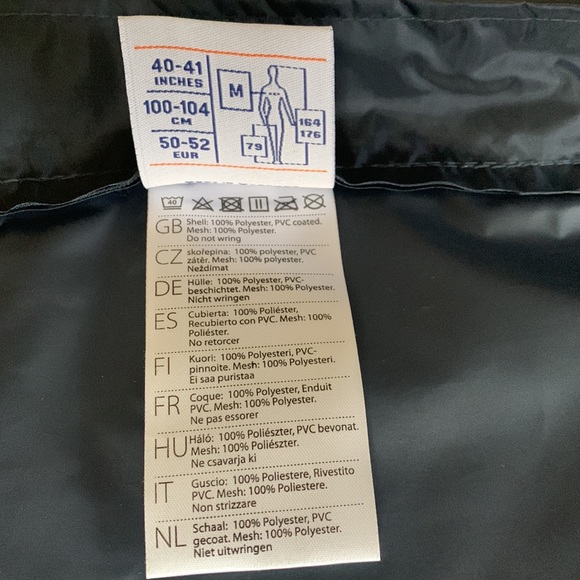 40-41
INCHES
100-104
CM
50-52
EUR
M
164
176
79
40
GB Shell: 100% Polyester, PVC coated.
Mesh: 100% Polyester.
Do not wring
CZ skořepina: 100% polyester, PVC
zátěr. Mesh: 100% polyester.
Neždímat
DE Hülle: 100% Polyester, PVC-
beschichtet. Mesh: 100% Polyester.
Nicht wringen
ES Cubierta: 100% Poliéster,
Recubierto con PVC. Mesh: 100%
Poliéster.
No retorcer
FI Kuori: 100% Polyesteri, PVC-
pinnoite. Mesh: 100% Polyesteri.
Ei saa puristaa
FR Coque: 100% Polyester, Enduit
PVC. Mesh: 100% Polyester.
Ne pas essorer
HU Háló: 100% Poliészter, PVC bevonat.
Mesh: 100% Poliészter.
Ne csavarja ki
IT Guscio: 100% Poliestere, Rivestito
PVC. Mesh: 100% Poliestere.
Non strizzare
NL Schaal: 100% Polyester, PVC
gecoat. Mesh: 100% Polyester.
Niet uitwringen